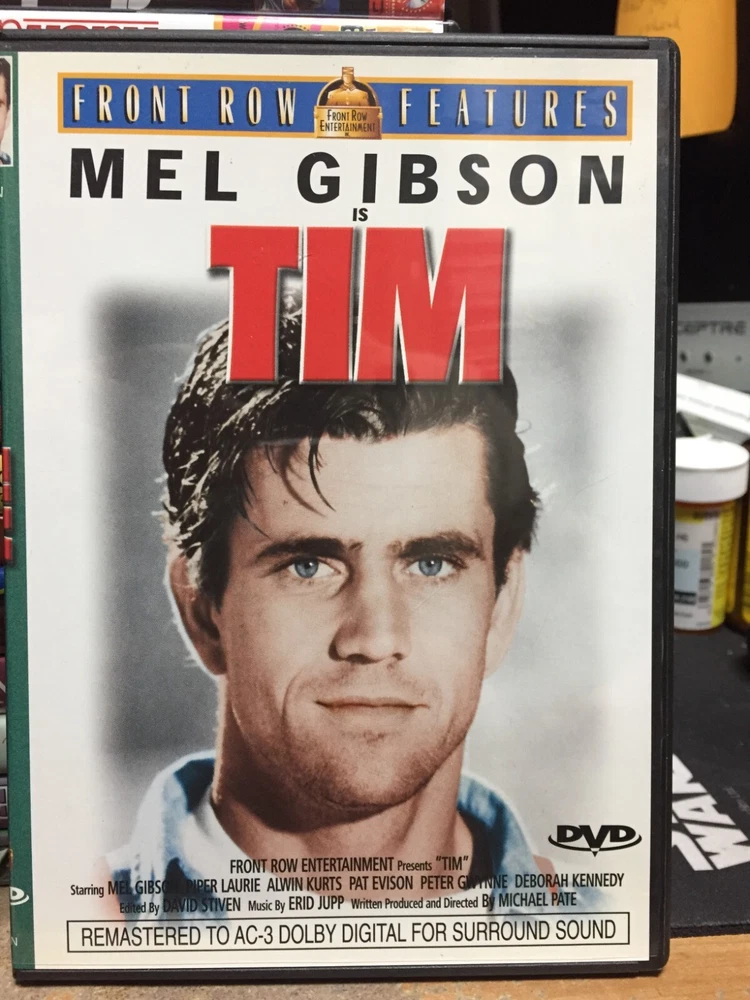 FRONT ROW FEATURES
FRONT ROW
ENTERTAINMENT
MEL GIBSON
IS
TIM
DVD
FRONT ROW ENTERTAINMENT Presents "TIM"
Starring MEL GIBSON PIPER LAURIE ALWIN KURTS PAT EVISON PETER GWYNNE DEBORAH KENNEDY
Edited By DAVID STIVEN Music By ERID JUPP Written Produced and Directed By MICHAEL PATE
REMASTERED TO AC-3 DOLBY DIGITAL FOR SURROUND SOUND
CEPTRE